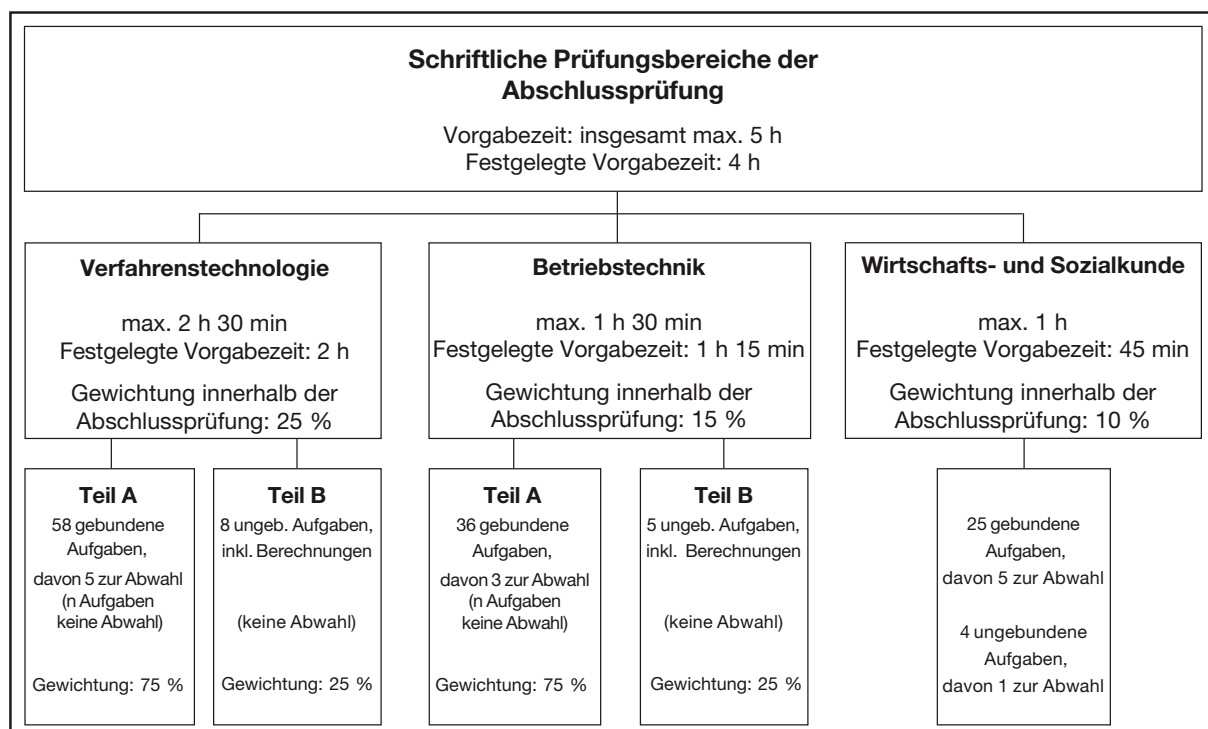 Schriftliche Prüfungsbereiche der
Abschlussprüfung
Vorgabezeit: insgesamt max. 5 h
Festgelegte Vorgabezeit: 4 h
Verfahrenstechnologie
max. 2 h 30 min
Festgelegte Vorgabezeit: 2 h
Gewichtung innerhalb der
Abschlussprüfung: 25 %
Betriebstechnik
max. 1 h 30 min
Festgelegte Vorgabezeit: 1 h 15 min
Gewichtung innerhalb der
Abschlussprüfung: 15 %
Wirtschafts- und Sozialkunde
max. 1 h
Festgelegte Vorgabezeit: 45 min
Gewichtung innerhalb der
Abschlussprüfung: 10 %
Teil A
58 gebundene
Aufgaben,
davon 5 zur Abwahl
(n Aufgaben
keine Abwahl)
Gewichtung: 75 %
Teil B
8 ungeb. Aufgaben,
inkl. Berechnungen
(keine Abwahl)
Gewichtung: 25 %
Teil A
36 gebundene
Aufgaben,
davon 3 zur Abwahl
(n Aufgaben
keine Abwahl)
Gewichtung: 75 %
Teil B
5 ungeb. Aufgaben,
inkl. Berechnungen
(keine Abwahl)
Gewichtung: 25 %
25 gebundene
Aufgaben,
davon 5 zur Abwahl
4 ungebundene
Aufgaben,
davon 1 zur Abwahl